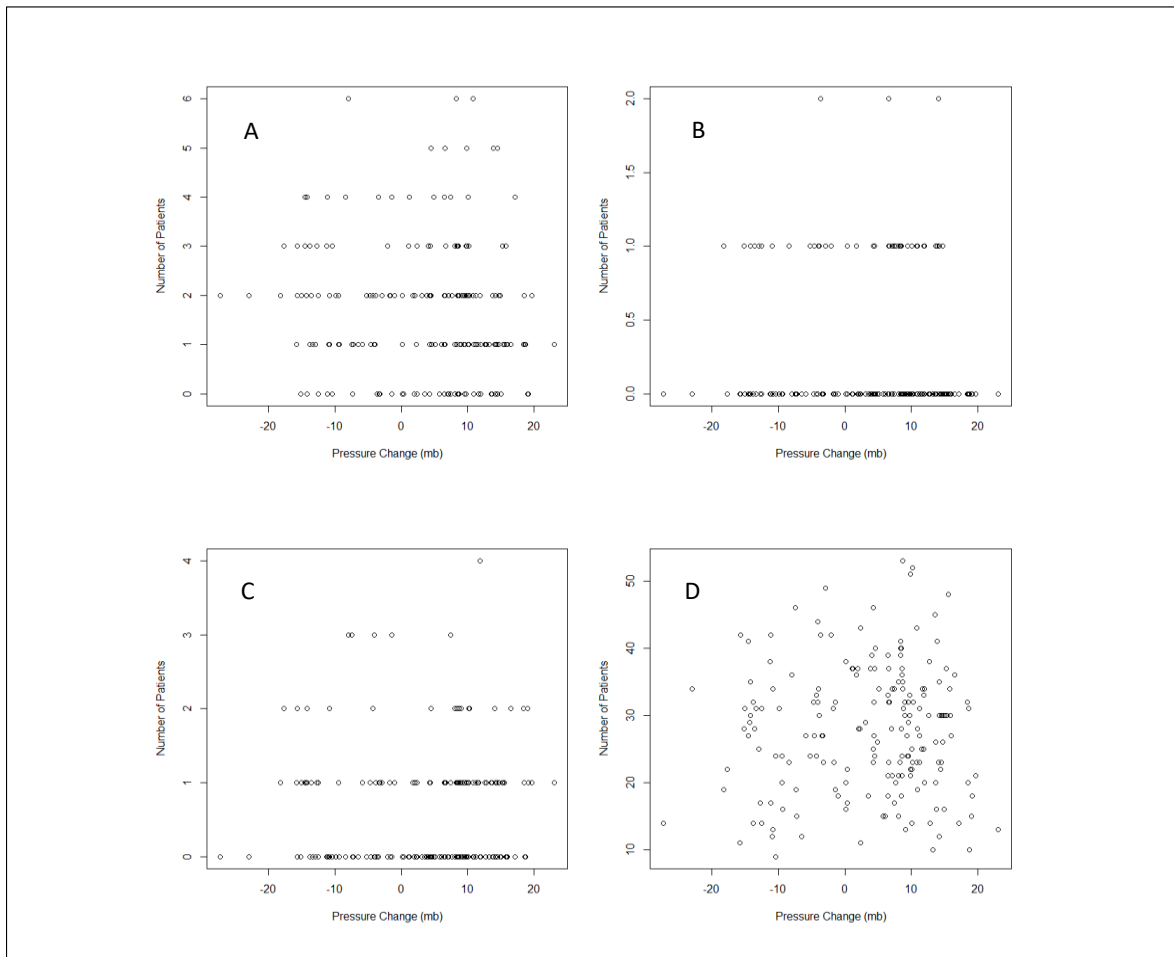 A
Number of Patients
0 1 2 3 4 5 6
-20 -10 0 10 20
Pressure Change (mb)
B
Number of Patients
0.0 0.5 1.0 1.5 2.0
-20 -10 0 10 20
Pressure Change (mb)
C
Number of Patients
0 1 2 3 4
-20 -10 0 10 20
Pressure Change (mb)
D
Number of Patients
10 20 30 40 50
-20 -10 0 10 20
Pressure Change (mb)